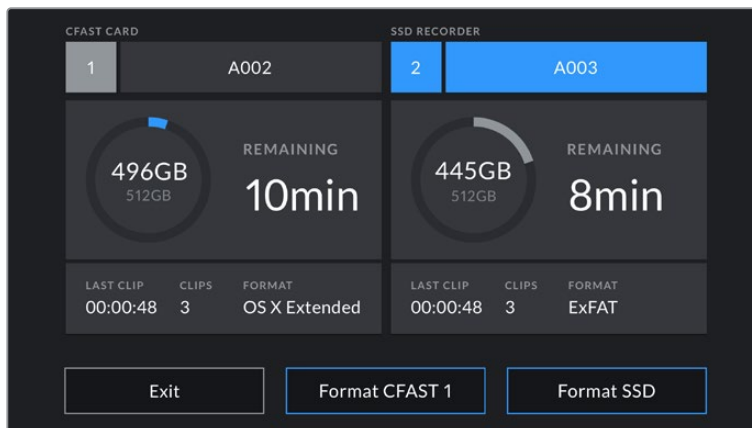 CFAST CARD
1 A002
496GB
512GB
REMAINING
10min
LAST CLIP CLIPS FORMAT
00:00:48 3 OS X Extended
SSD RECORDER
2 A003
445GB
512GB
REMAINING
8min
LAST CLIP CLIPS FORMAT
00:00:48 3 ExFAT
Exit Format CFAST 1 Format SSD